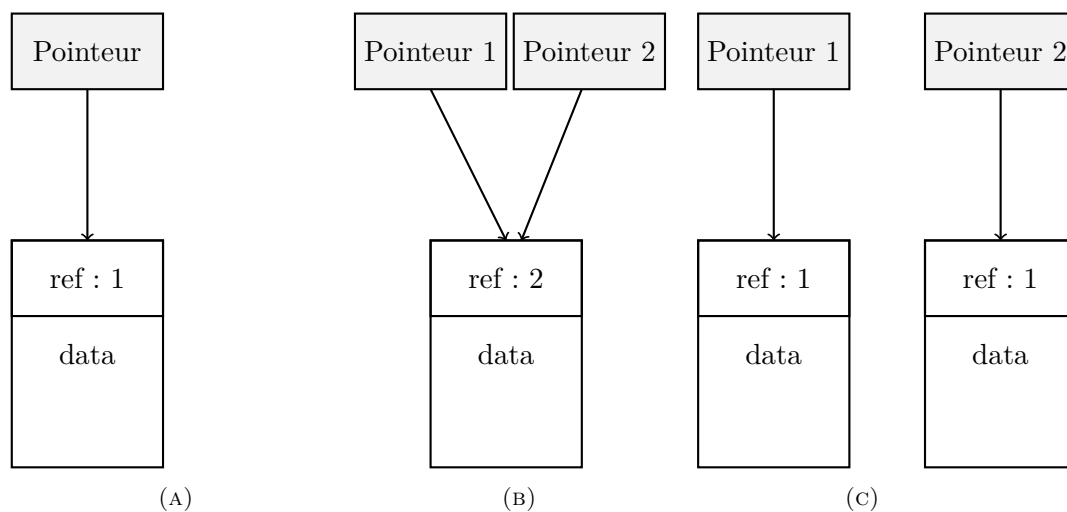 Pointeur
Pointeur 1
Pointeur 2
Pointeur 1
Pointeur 2
ref : 1
ref : 2
ref : 1
ref : 1
data
data
data
data
(A)
(B)
(C)